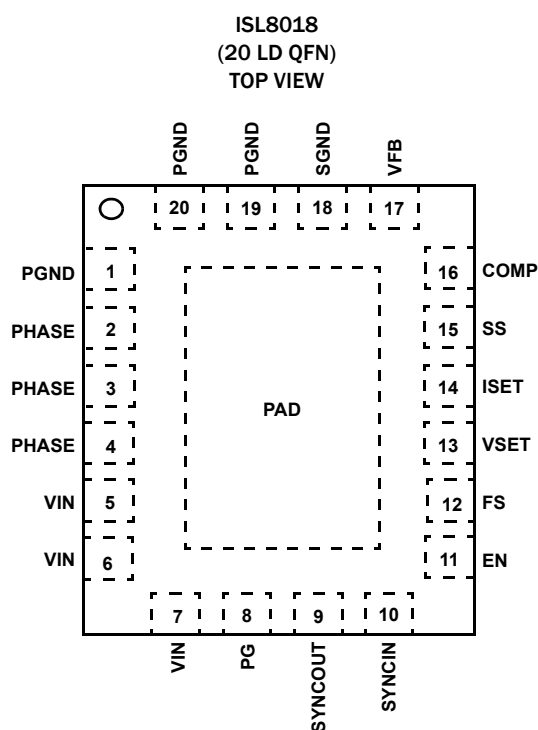 ISL8018
(20 LD QFN)
TOP VIEW
PGND
PGND
SGND
VFB
20
19
18
17
PGND
1
16
COMP
PHASE
2
15
SS
PHASE
3
14
ISET
PHASE
4
13
VSET
VIN
5
12
FS
VIN
6
11
EN
PAD
7
8
9
10
VIN
PG
SYNCOUT
SYNCIN